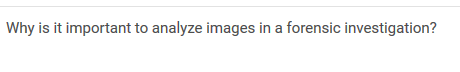 Why is it important to analyze images in a forensic investigation?